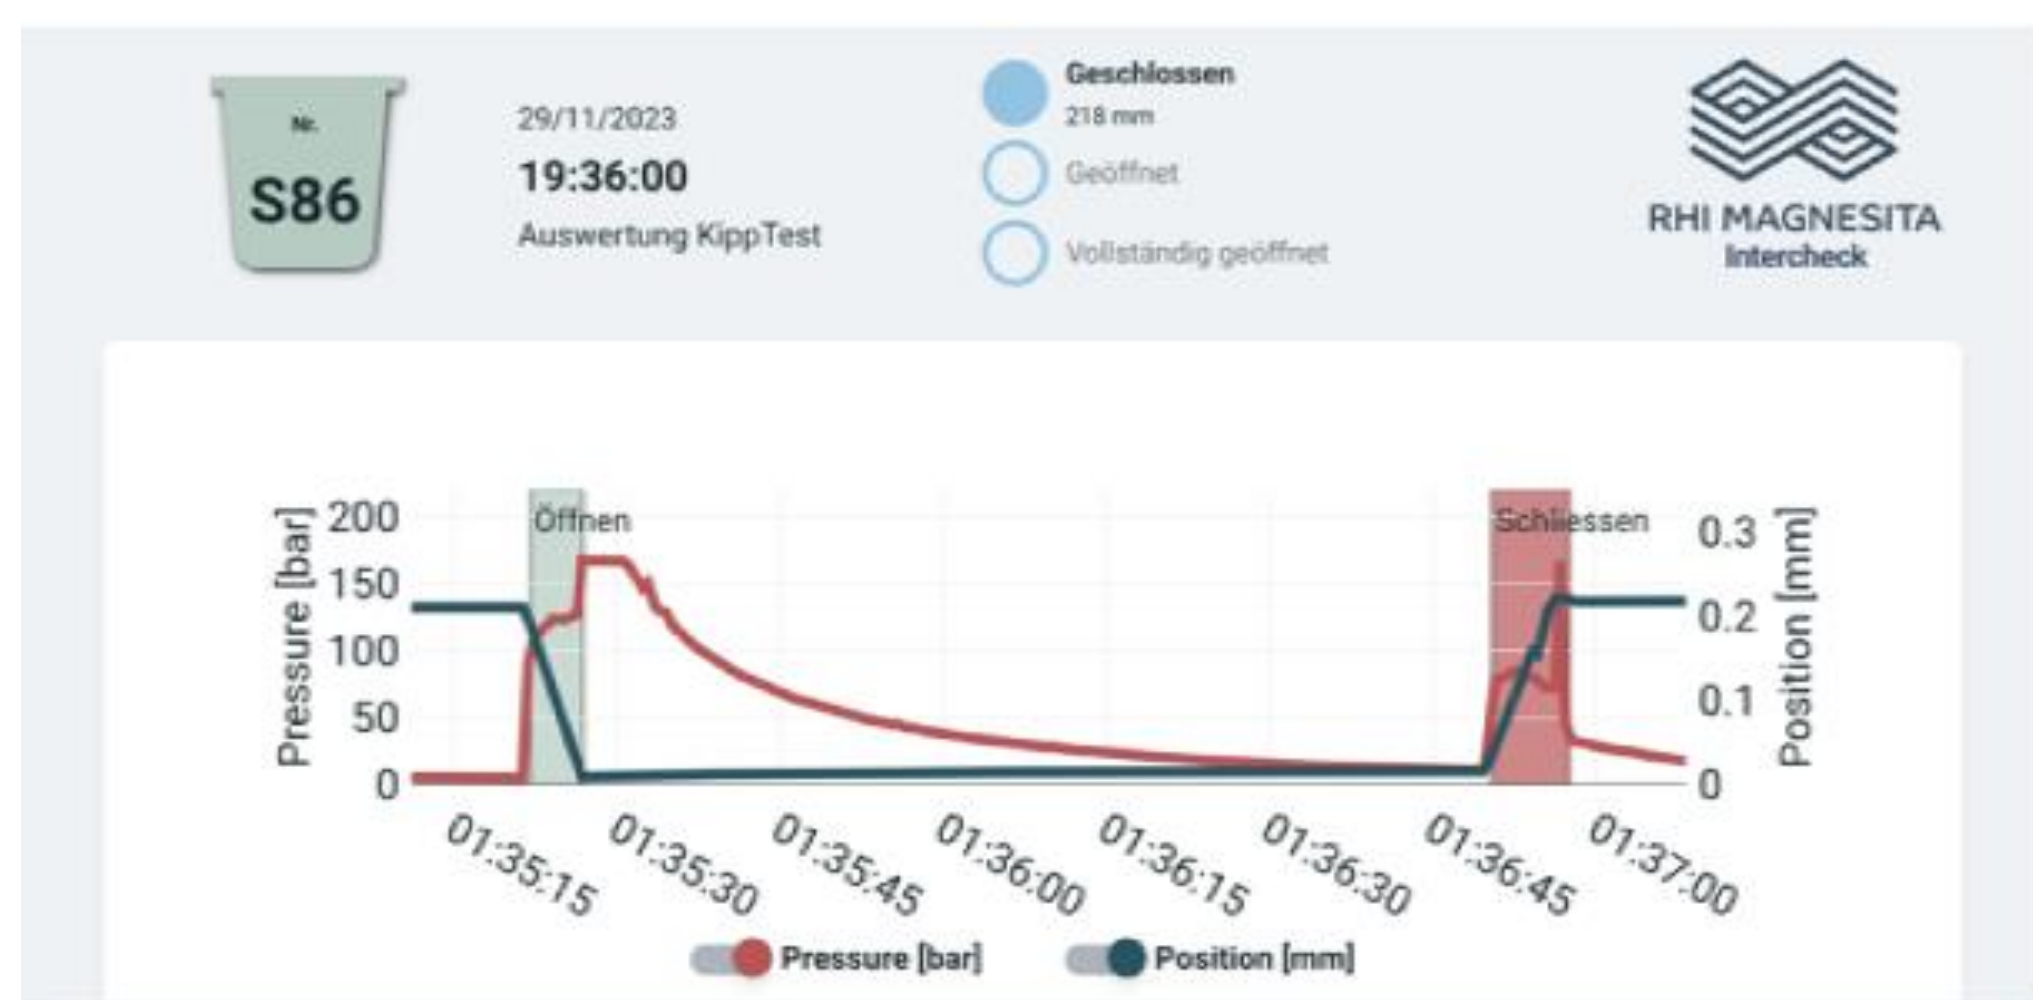 Nr.
S86
29/11/2023
19:36:00
Auswertung KippTest
Geschlossen
218 mm
Geöffnet
Vollständig geöffnet
RHI MAGNESITA
Intercheck
Öffnen
Schliessen
Pressure [bar]
200
150
100
50
0
0.3
0.2
0.1
0
Position [mm]
01:35:15
01:35:30
01:35:45
01:36:00
01:36:15
01:36:30
01:36:45
01:37:00
Pressure [bar]
Position [mm]